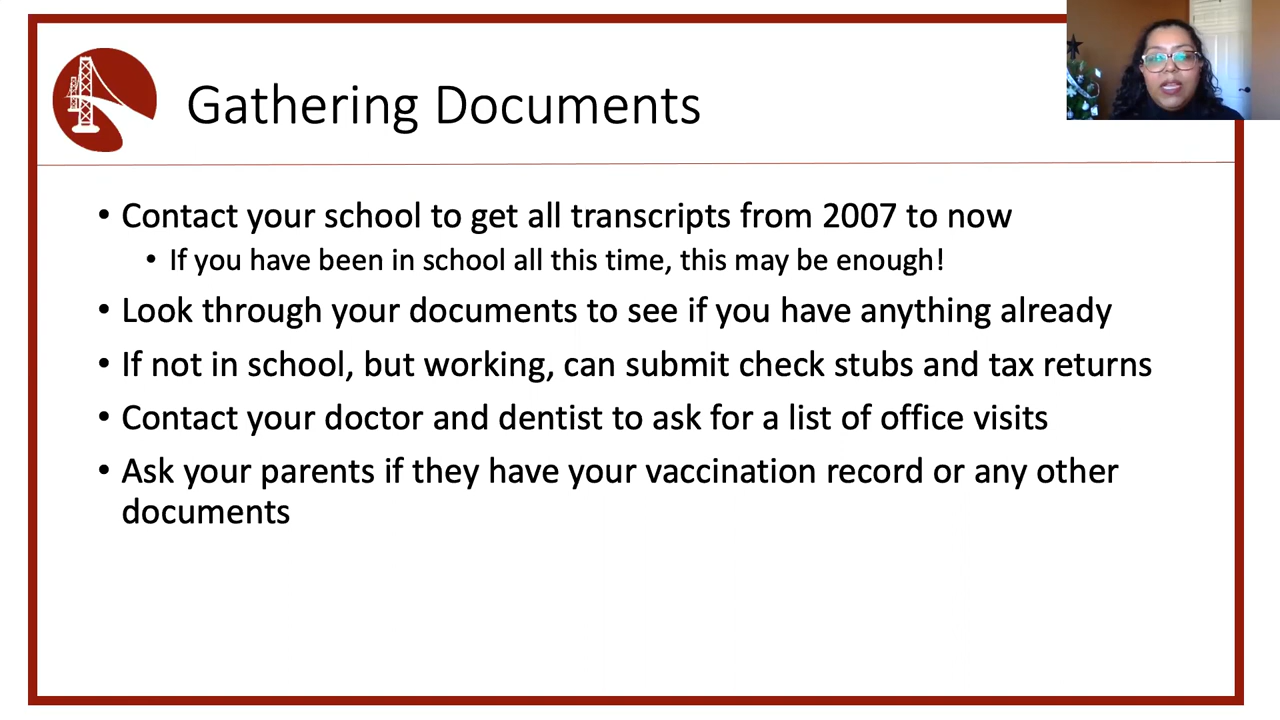 Gathering Documents
• Contact your school to get all transcripts from 2007 to now
• If you have been in school all this time, this may be enough!
• Look through your documents to see if you have anything already
• If not in school, but working, can submit check stubs and tax returns
• Contact your doctor and dentist to ask for a list of office visits
• Ask your parents if they have your vaccination record or any other
documents